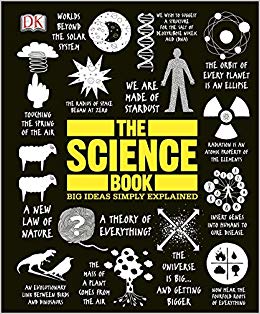 DK
WORLDS
BEYOND THE
SOLAR SYSTEM
WE WISH TO SUGGEST
A STRUCTURE
FOR THE SALT OF
DEOXYRIBOSE NUCLEIC
ACID (DNA)
THE ORBIT OF
EVERY PLANET
IS AN ELLIPSE
TOUCHING
THE SPRING
OF THE AIR
THE RADIUS OF SPACE
BEGAN AT ZERO
WE ARE
MADE OF
STARDUST
RADIATION IS AN
ATOMIC PROPERTY OF
THE ELEMENTS
THE
SCIENCE
BOOK
BIG IDEAS SIMPLY EXPLAINED
A NEW
LAW OF
NATURE
A THEORY OF
EVERYTHING?
INSERT GENES
INTO HUMANS TO
CURE DISEASE
AN EVOLUTIONARY
LINK BETWEEN BIRDS
AND DINOSAURS
THE
MASS OF
A PLANT
COMES FROM
THE AIR
THE
UNIVERSE
IS BIG...
AND GETTING
BIGGER
NOW HEAR THE
FOURFOLD ROOTS
OF EVERYTHING